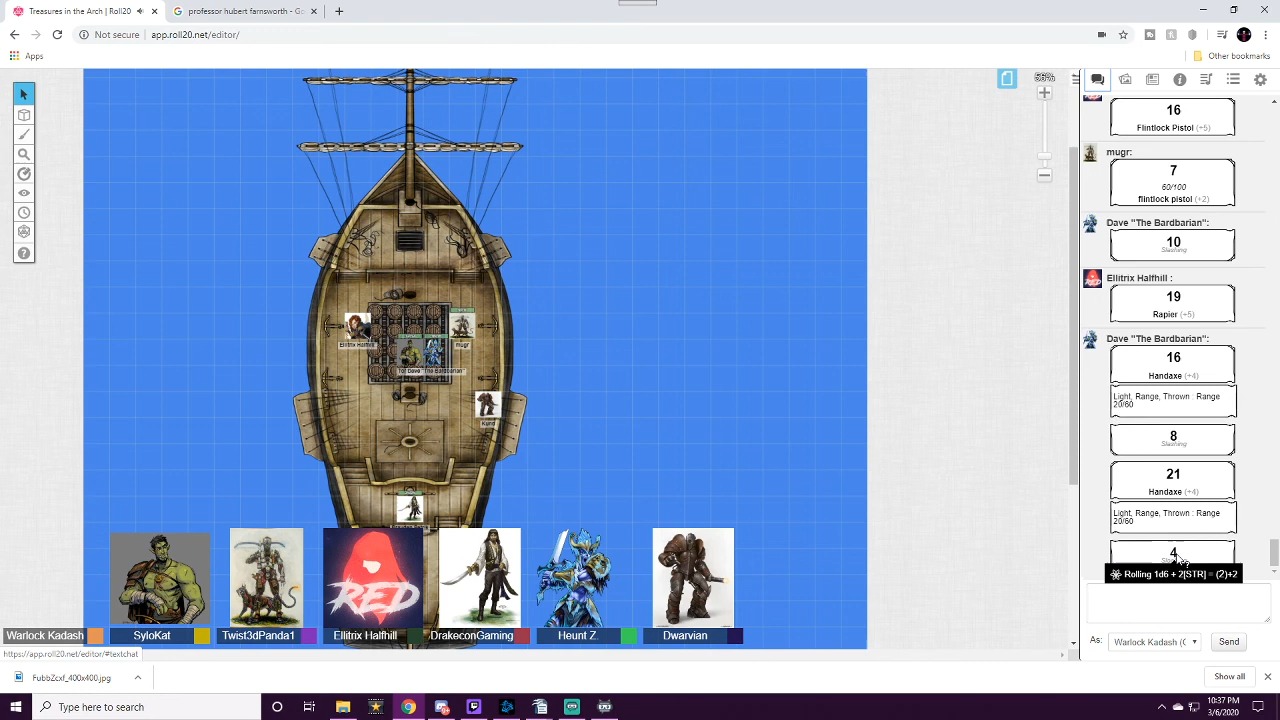 Treasures in the Arch | Roll20
professor hubert farnsworth - Go
Not secure | app.roll20.net/editor/
Apps
Other bookmarks
16
Flintlock Pistol (+5)
mugr:
7
60/100
flintlock pistol (+2)
Dave "The Bardbarian":
10
Slashing
Ellitrix Halfhill :
19
Rapier (+5)
Dave "The Bardbarian":
16
Handaxe (+4)
Light, Range, Thrown : Range
20/60
8
Slashing
21
Handaxe (+4)
Light, Range, Thrown : Range
20/60
4
Rolling 1d6 + 2[STR] = (2)+2
Ellitrix Halfhill
mugr
Tor Dave "The Bardbarian"
Kund
RED
Warlock Kadash
SyloKat
Twist3dPanda1
Ellitrix Halfhill
DrakeconGaming
Heunt Z.
Dwarvian
As:
Warlock Kadash (G
Send
https://app.roll20.net/editor/#textchat
FubbZcxf_400x400.jpg
Show all
Type here to search
10:37 PM
3/6/2020